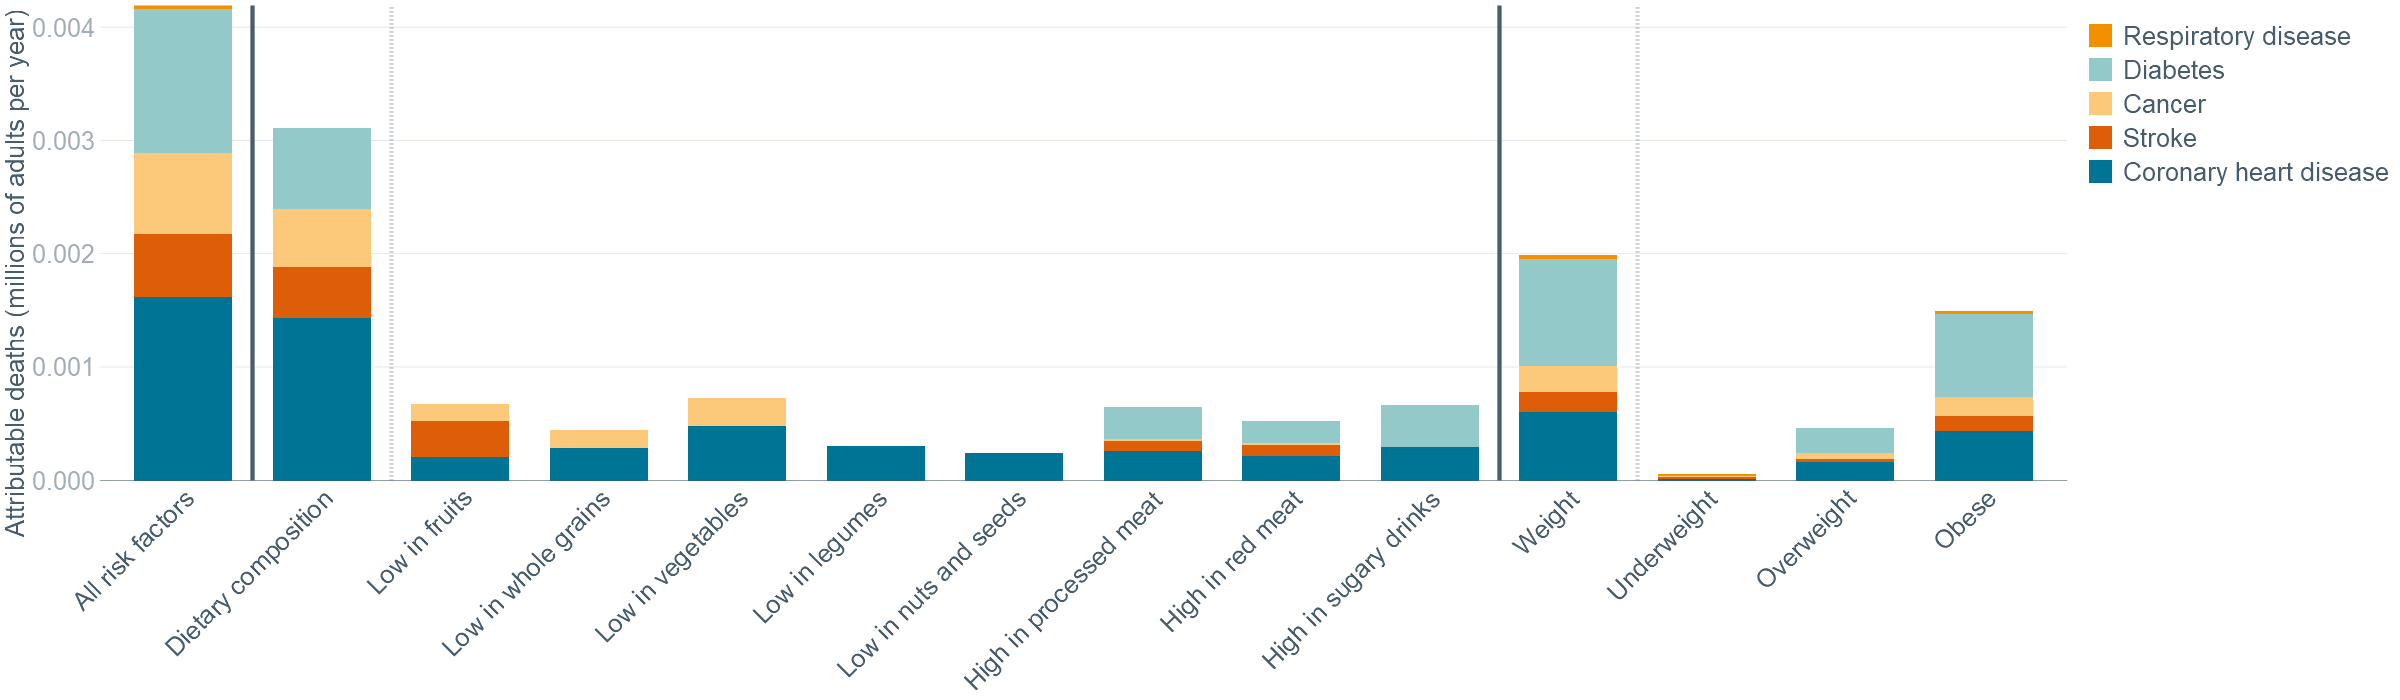 Attributable deaths (millions of adults per year)
0.004
0.003
0.002
0.001
0.000
All risk factors
Dietary composition
Low in fruits
Low in whole grains
Low in vegetables
Low in legumes
Low in nuts and seeds
High in processed meat
High in red meat
High in sugary drinks
Weight
Underweight
Overweight
Obese
Respiratory disease
Diabetes
Cancer
Stroke
Coronary heart disease